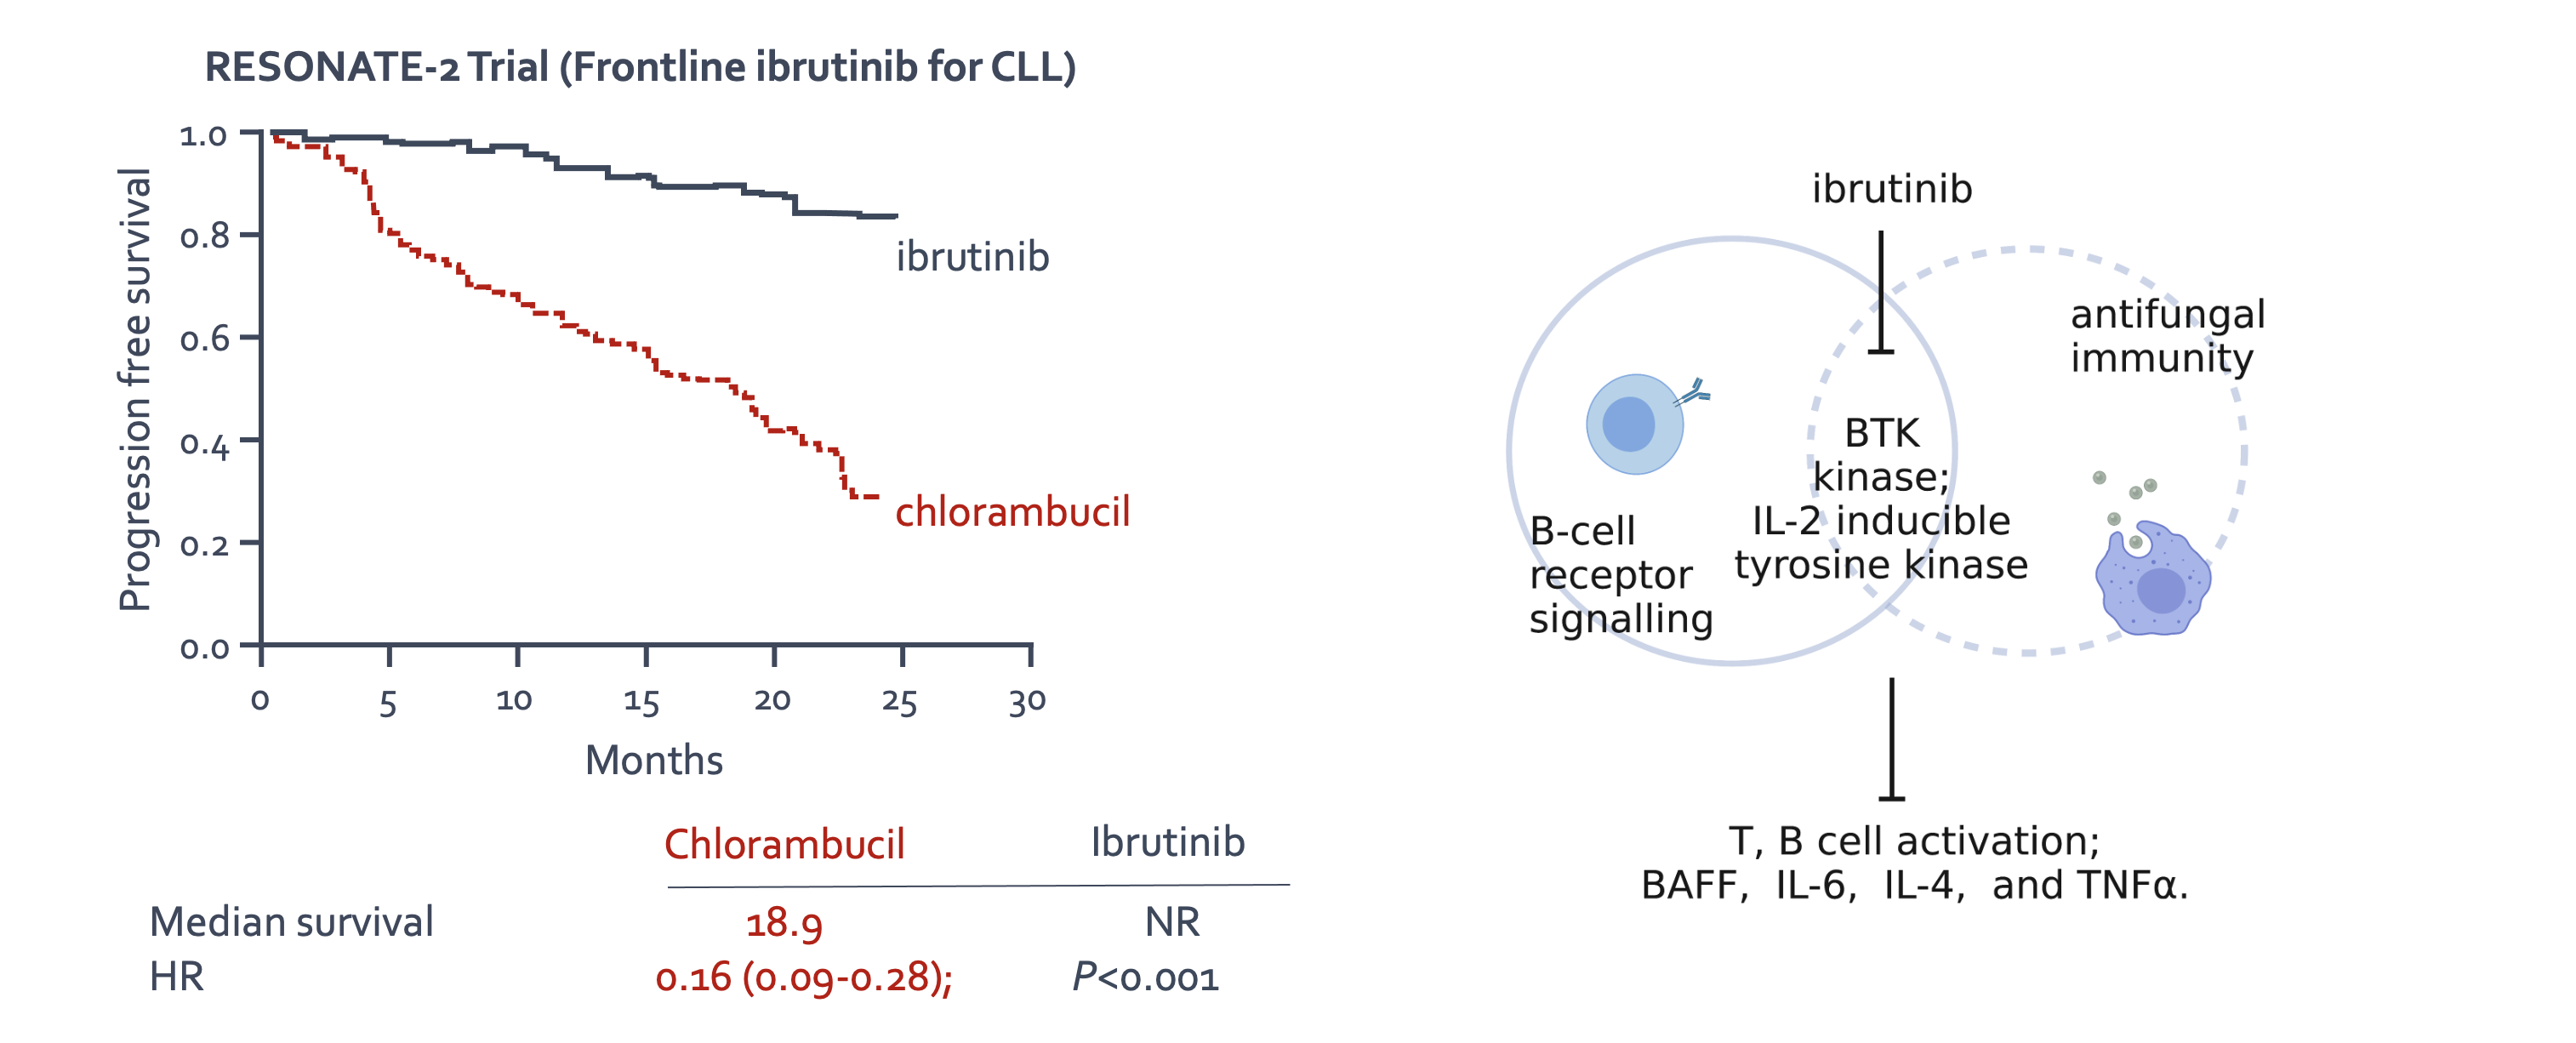 RESONATE-2 Trial (Frontline ibrutinib for CLL)
Progression free survival
1.0
0.8
0.6
0.4
0.2
0.0
0 5 10 15 20 25 30
Months
ibrutinib
chlorambucil
Chlorambucil Ibrutinib
Median survival 18.9 NR
HR 0.16 (0.09-0.28); P<0.001
ibrutinib
antifungal
immunity
BTK
kinase;
IL-2 inducible
tyrosine kinase
B-cell
receptor
signalling
T, B cell activation;
BAFF, IL-6, IL-4, and TNFα.